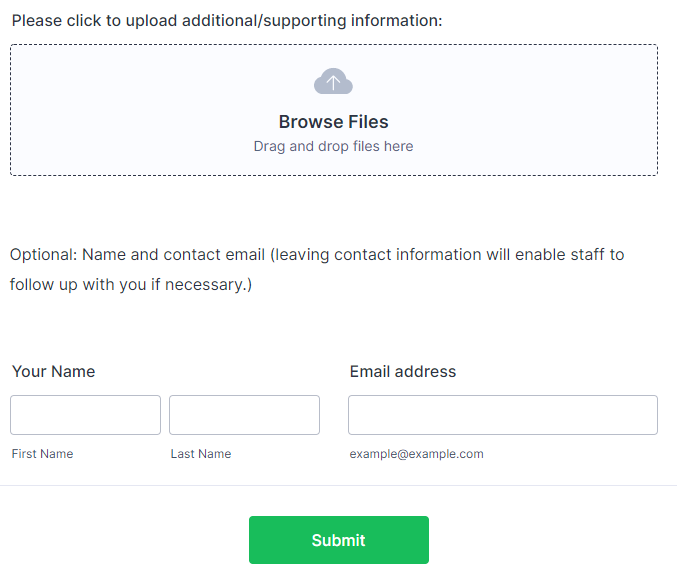 Please click to upload additional/supporting information:
Browse Files
Drag and drop files here
Optional: Name and contact email (leaving contact information will enable staff to
follow up with you if necessary.)
Your Name
Email address
First Name
Last Name
example@example.com
Submit